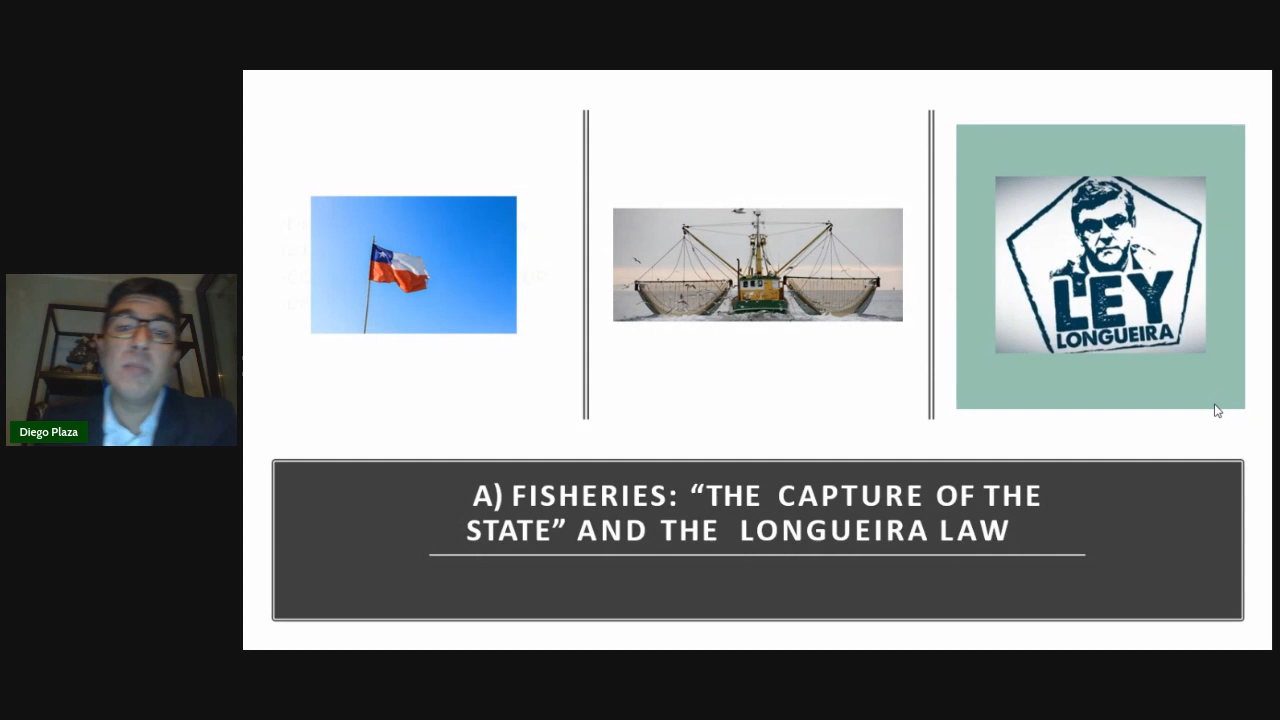 LEY
LONGUEIRA
Diego Plaza
A) FISHERIES: “THE CAPTURE OF THE
STATE” AND THE LONGUEIRA LAW